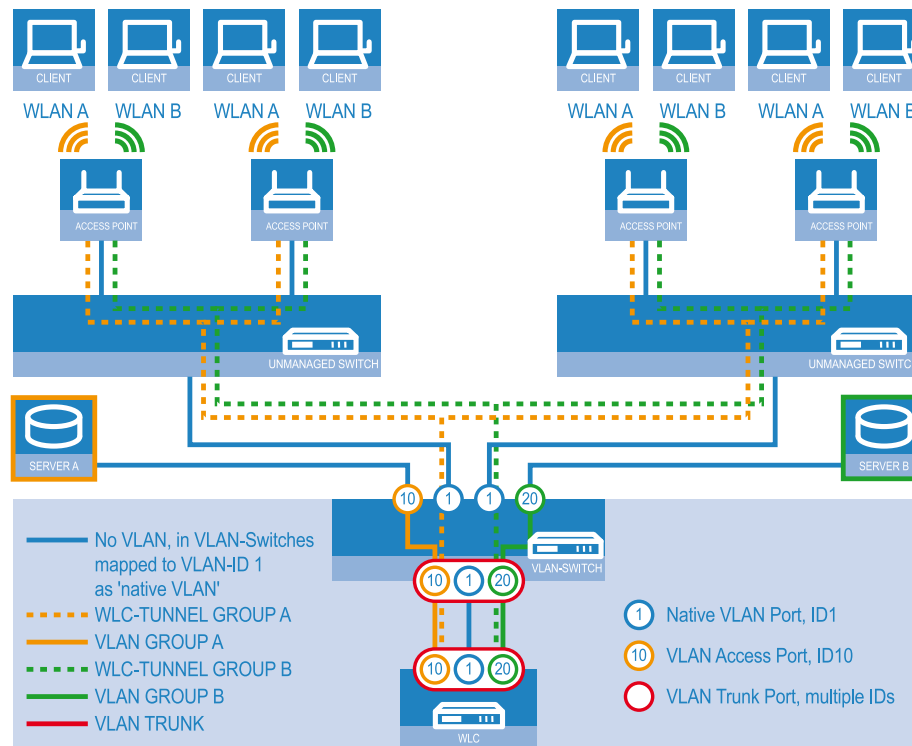 CLIENT CLIENT CLIENT CLIENT CLIENT CLIENT CLIENT CLIENT
WLAN A WLAN B WLAN A WLAN B WLAN A WLAN B WLAN A WLAN B
ACCESS POINT ACCESS POINT ACCESS POINT ACCESS POINT
UNMANAGED SWITCH UNMANAGED SWITCH
SERVER A SERVER B
10 1 1 20
No VLAN, in VLAN-Switches
mapped to VLAN-ID 1
as 'native VLAN'
WLC-TUNNEL GROUP A
VLAN GROUP A
WLC-TUNNEL GROUP B
VLAN GROUP B
VLAN TRUNK
VLAN-SWITCH
10 1 20
10 1 20
WLC
1 Native VLAN Port, ID1
10 VLAN Access Port, ID10
VLAN Trunk Port, multiple IDs